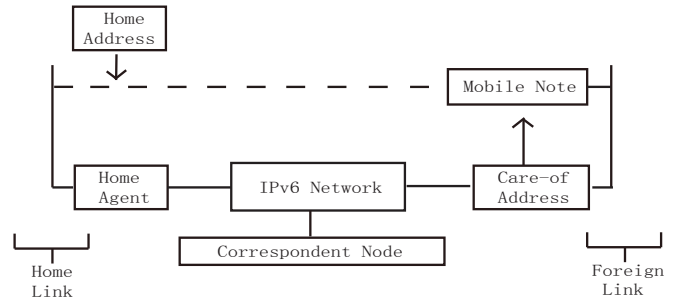 Home
Address
Mobile Note
Home
Agent
IPv6 Network
Care-of
Address
Correspondent Node
Home
Link
Foreign
Link